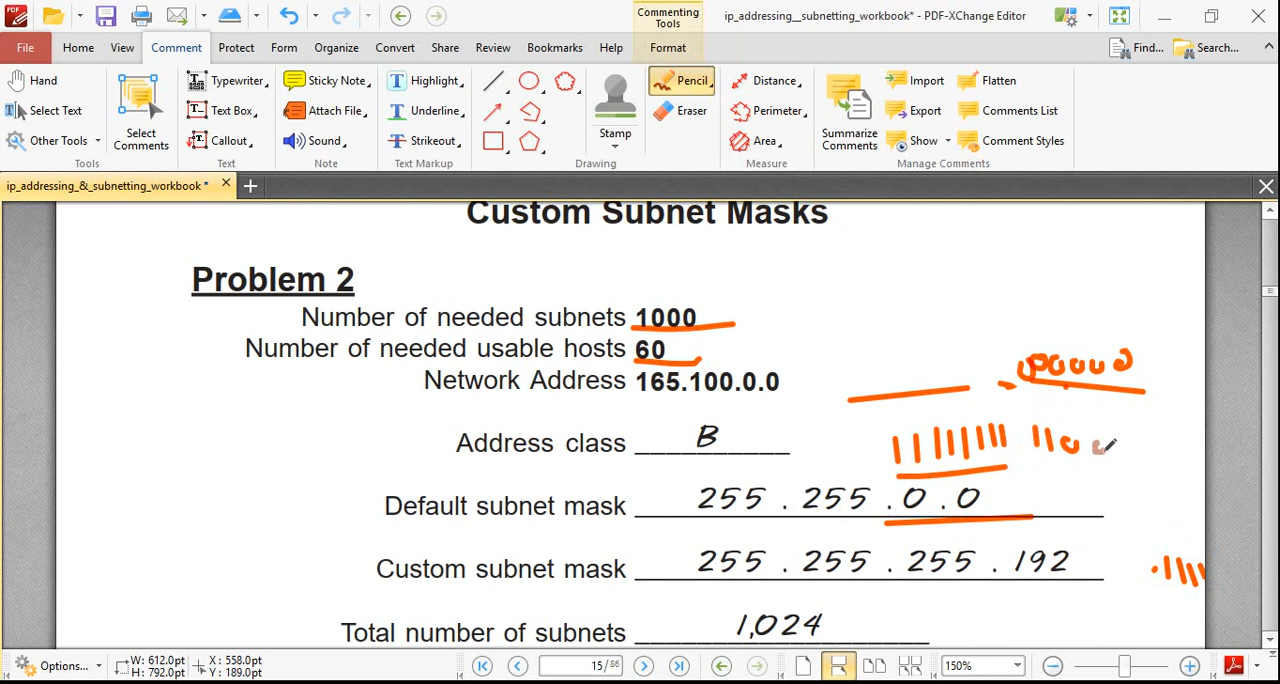 Commenting Tools
ip_addressing__subnetting_workbook* - PDF-XChange Editor
File Home View Comment Protect Form Organize Convert Share Review Bookmarks Help Format Find... Search...
Hand Typewriter Sticky Note Highlight Pencil Distance Import Flatten
Select Text Text Box Attach File Underline Eraser Perimeter Export Comments List
Other Tools Select Comments Callout Sound Strikeout Stamp Area Summarize Comments Show Comment Styles
Tools Text Note Text Markup Drawing Measure Manage Comments
ip_addressing_&_subnetting_workbook *
Custom Subnet Masks
Problem 2
Number of needed subnets 1000
Number of needed usable hosts 60
Network Address 165.100.0.0
Address class B
Default subnet mask 255 . 255 . 0 . 0
Custom subnet mask 255 . 255 . 255 . 192
Total number of subnets 1,024
Options... W: 612.0pt H: 792.0pt X: 558.0pt Y: 189.0pt 15 / 86 150%